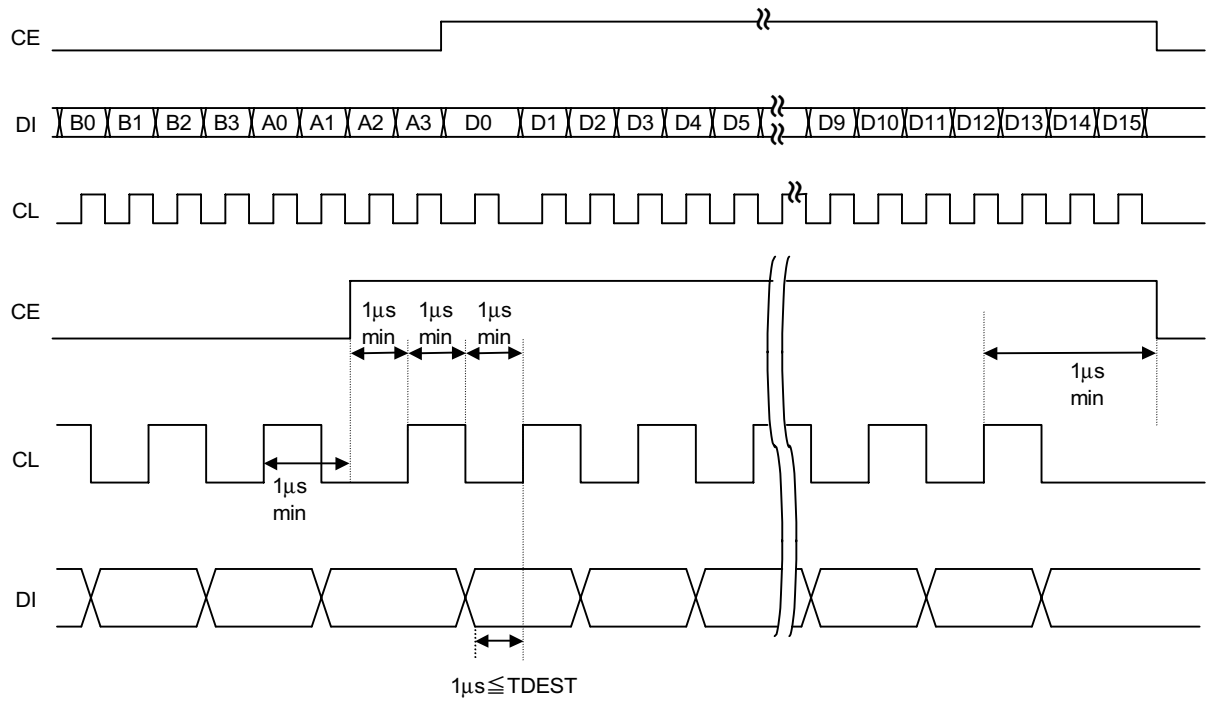 CE
DI B0 B1 B2 B3 A0 A1 A2 A3 D0 D1 D2 D3 D4 D5 D9 D10 D11 D12 D13 D14 D15
CL
CE
1μs min
1μs min
1μs min
1μs min
CL
1μs min
DI
1μs≦TDEST